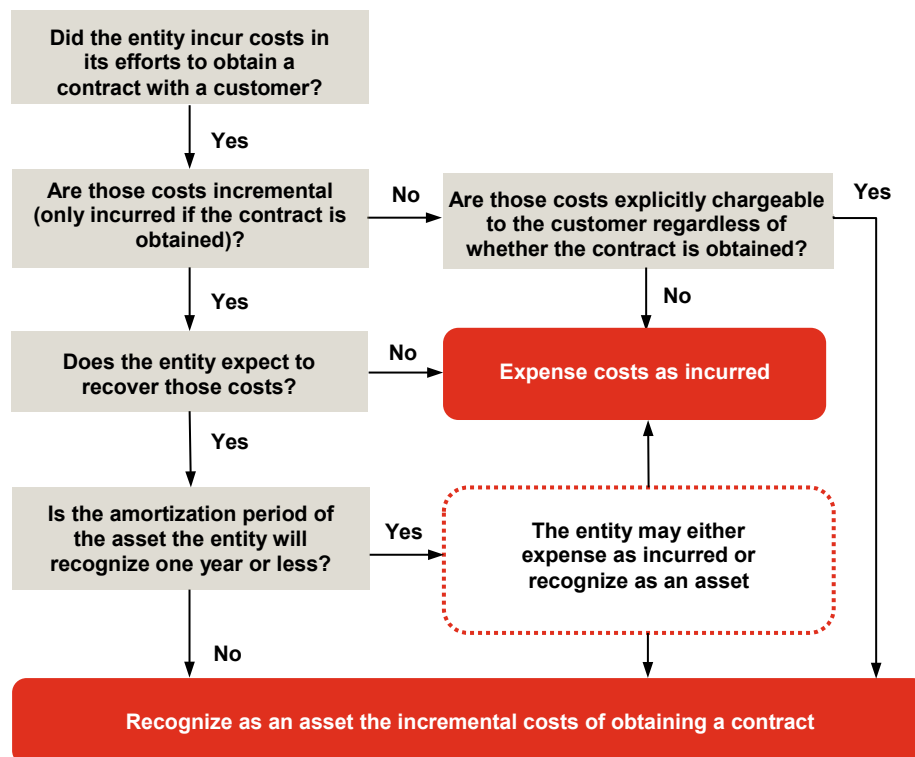 Did the entity incur costs in
its efforts to obtain a
contract with a customer?
Yes
Are those costs incremental
(only incurred if the contract is
obtained)?
No
Are those costs explicitly chargeable
to the customer regardless of
whether the contract is obtained?
Yes
Yes
No
Does the entity expect to
recover those costs?
No
Expense costs as incurred
Yes
Is the amortization period of
the asset the entity will
recognize one year or less?
Yes
The entity may either
expense as incurred or
recognize as an asset
No
Recognize as an asset the incremental costs of obtaining a contract